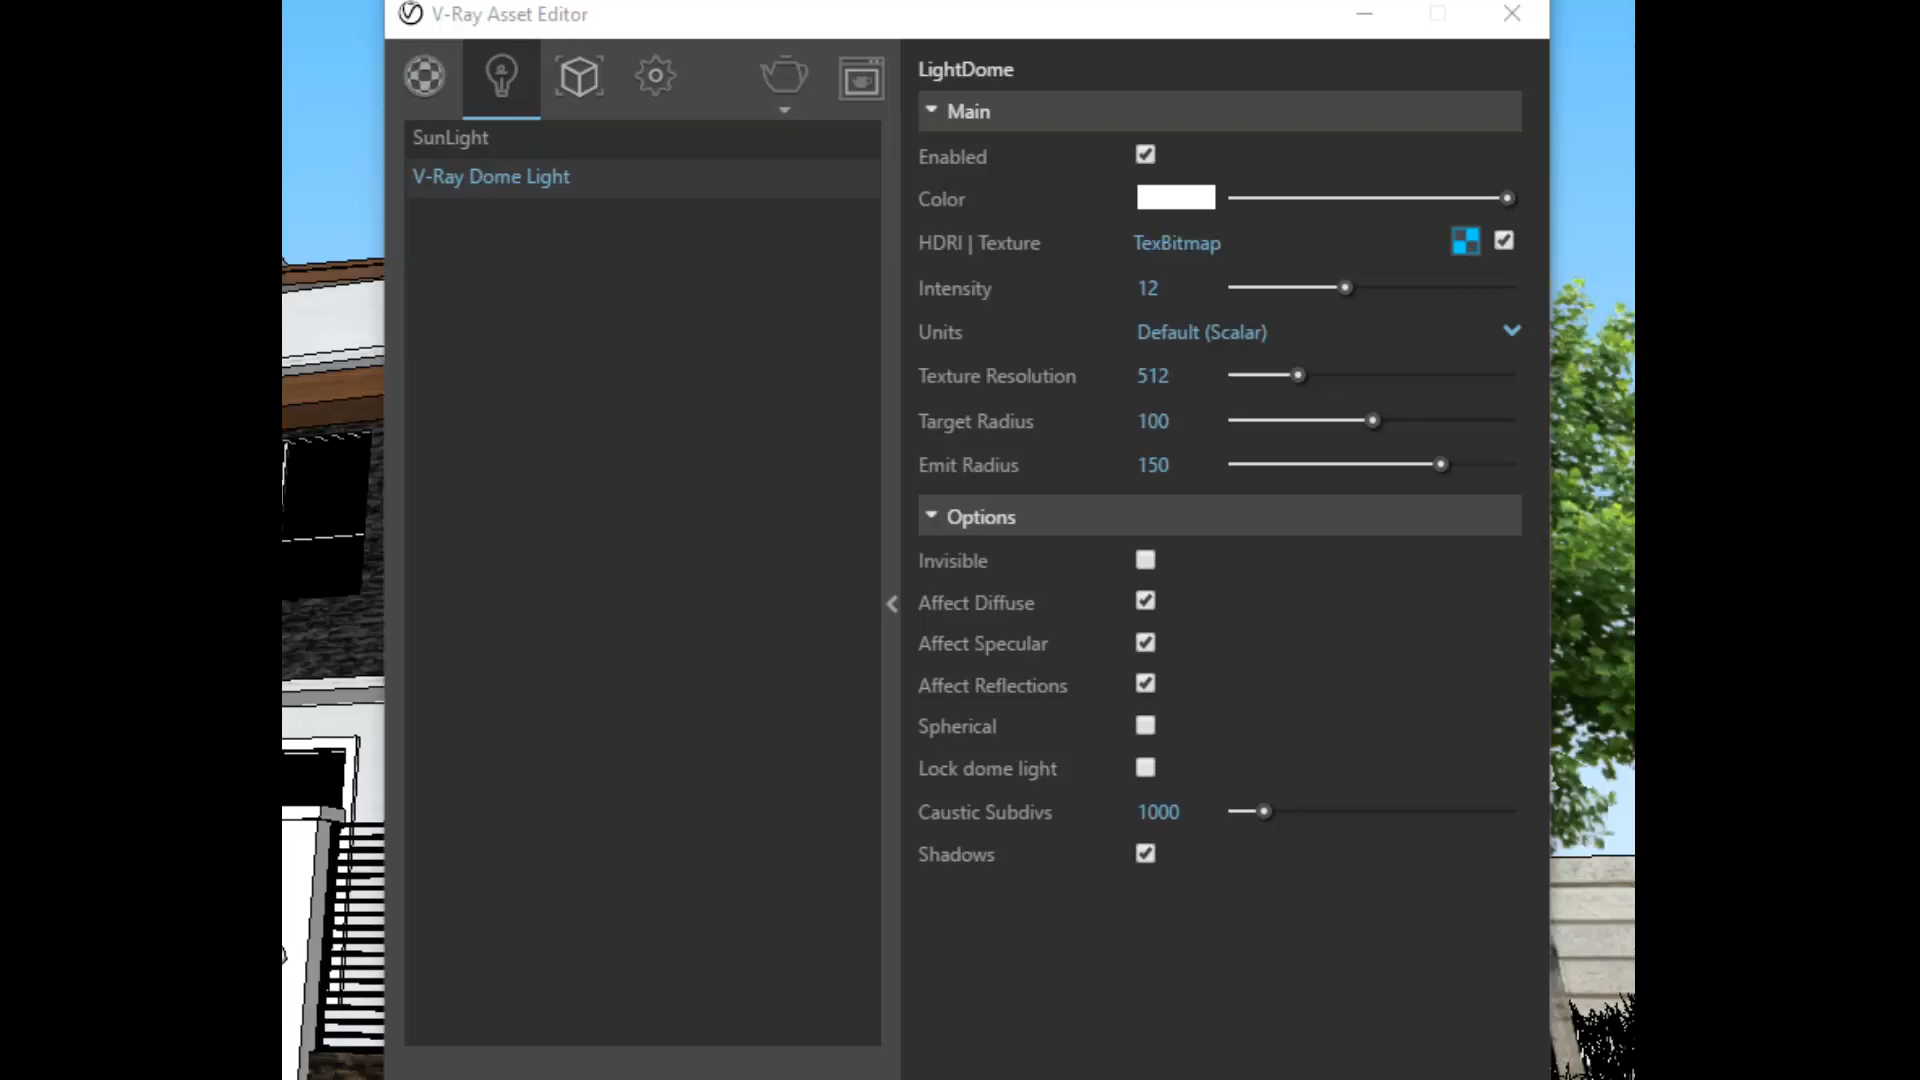 V-Ray Asset Editor
SunLight
V-Ray Dome Light
LightDome
Main
Enabled
Color
HDRI | Texture TexBitmap
Intensity 12
Units Default (Scalar)
Texture Resolution 512
Target Radius 100
Emit Radius 150
Options
Invisible
Affect Diffuse
Affect Specular
Affect Reflections
Spherical
Lock dome light
Caustic Subdivs 1000
Shadows